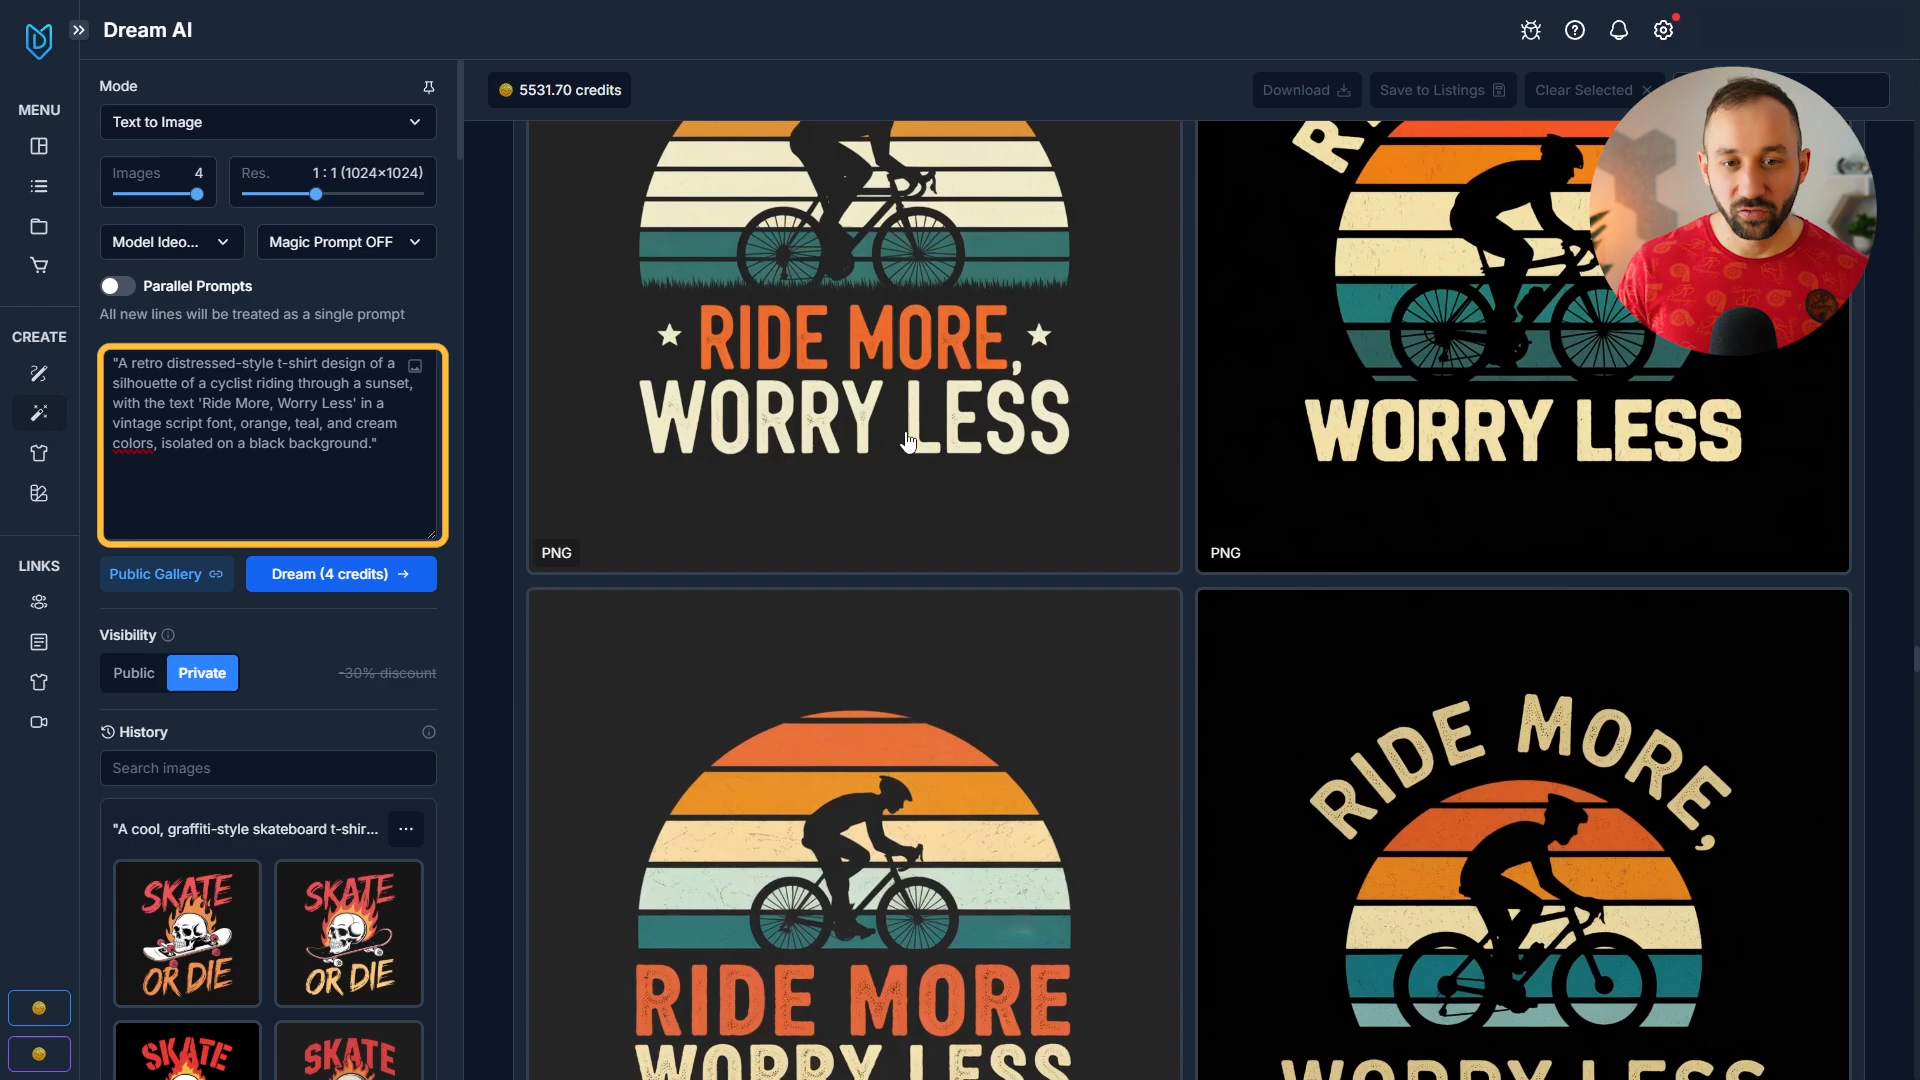 Dream AI
MENU
CREATE
LINKS
Mode
Text to Image
Images 4
Res. 1 : 1 (1024×1024)
Model Ideo...
Magic Prompt OFF
Parallel Prompts
All new lines will be treated as a single prompt
"A retro distressed-style t-shirt design of a
silhouette of a cyclist riding through a sunset,
with the text 'Ride More, Worry Less' in a
vintage script font, orange, teal, and cream
colors, isolated on a black background."
Public Gallery
Dream (4 credits)
Visibility
Public
Private
-30% discount
History
Search images
"A cool, graffiti-style skateboard t-shir...
SKATE
OR DIE
SKATE
OR DIE
SKATE
SKATE
5531.70 credits
Download
Save to Listings
Clear Selected
RIDE MORE,
WORRY LESS
PNG
WORRY LESS
PNG
RIDE MORE
WORRY LESS
RIDE MORE,
WORRY LESS